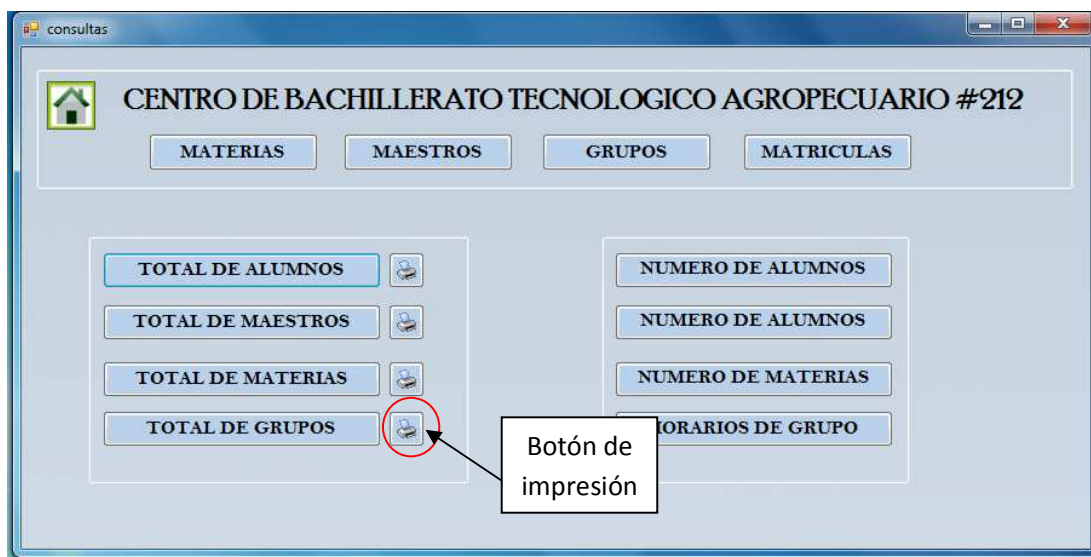 consultas
CENTRO DE BACHILLERATO TECNOLOGICO AGROPECUARIO #212
MATERIAS MAESTROS GRUPOS MATRICULAS
TOTAL DE ALUMNOS
TOTAL DE MAESTROS
TOTAL DE MATERIAS
TOTAL DE GRUPOS
NUMERO DE ALUMNOS
NUMERO DE ALUMNOS
NUMERO DE MATERIAS
HORARIOS DE GRUPO
Botón de
impresión